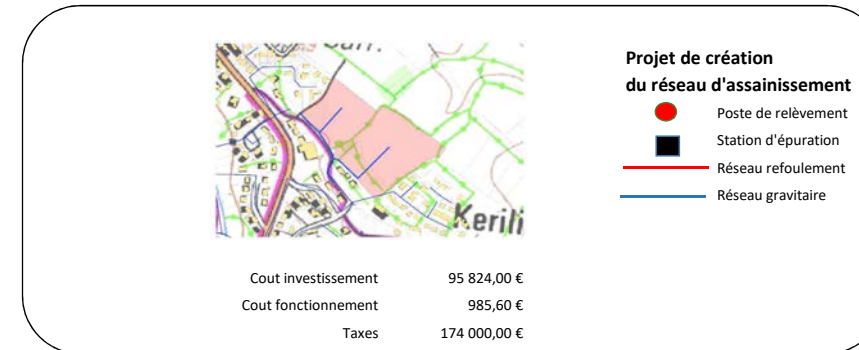 Kerili
Cout investissement 95 824,00 €
Cout fonctionnement 985,60 €
Taxes 174 000,00 €
Projet de création
du réseau d'assainissement
Poste de relèvement
Station d'épuration
Réseau refoulement
Réseau gravitaire